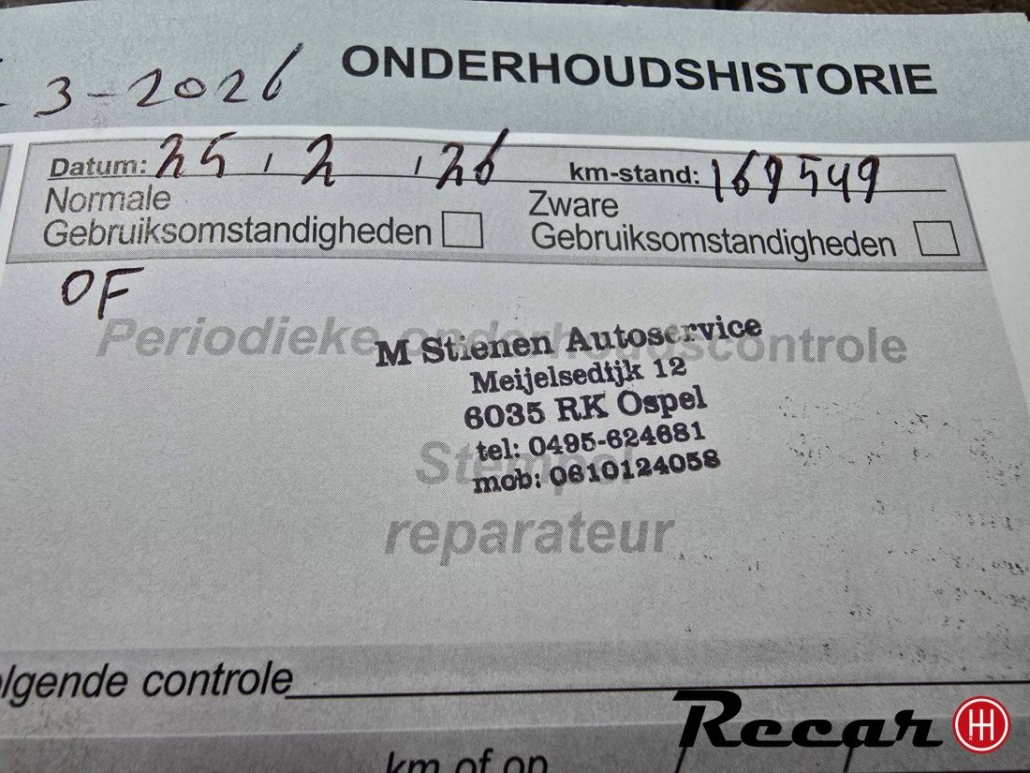 3-2026
ONDERHOUDSHISTORIE
Datum: 25 / 2 / 26 km-stand: 169549
Normale Gebruiksomstandigheden
Zware Gebruiksomstandigheden
OF
Periodieke onderhoudscontrole
M Stienen Autoservice
Meijelsedijk 12
6035 RK Ospel
tel: 0495-624681
mob: 0610124058
Stempel
reparateur
olgende controle
km of op
Recar
H